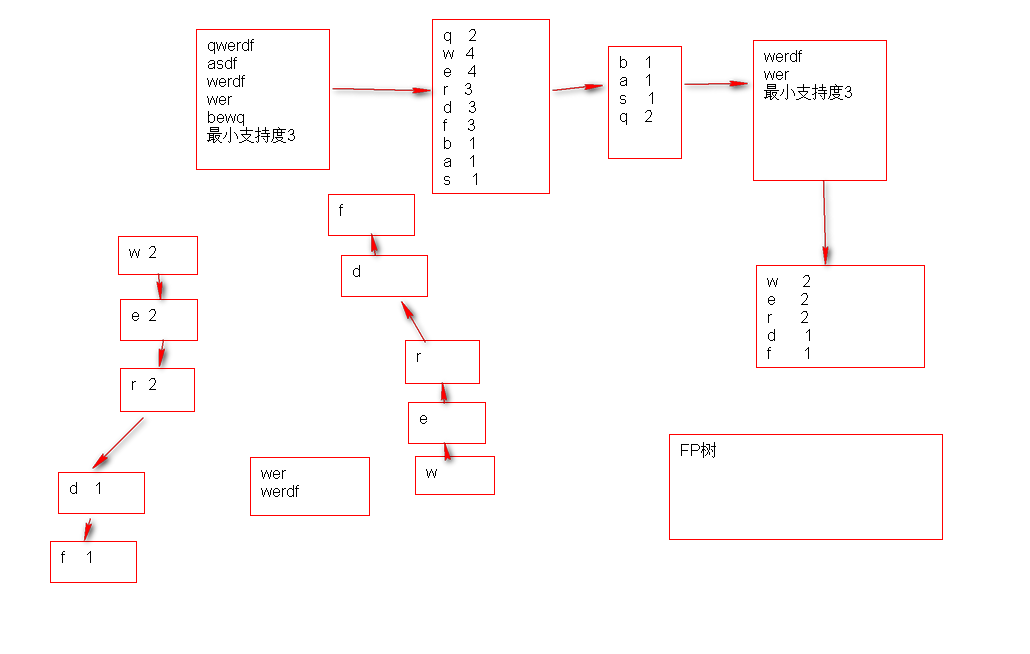 qwerdf
asdf
werdf
wer
bewq
最小支持度3
q 2
w 4
e 4
r 3
d 3
f 3
b 1
a 1
s 1
b 1
a 1
s 1
q 2
werdf
wer
最小支持度3
w 2
e 2
r 2
d 1
f 1
f
d
r
e
w
w 2
e 2
r 2
d 1
f 1
wer
werdf
FP树